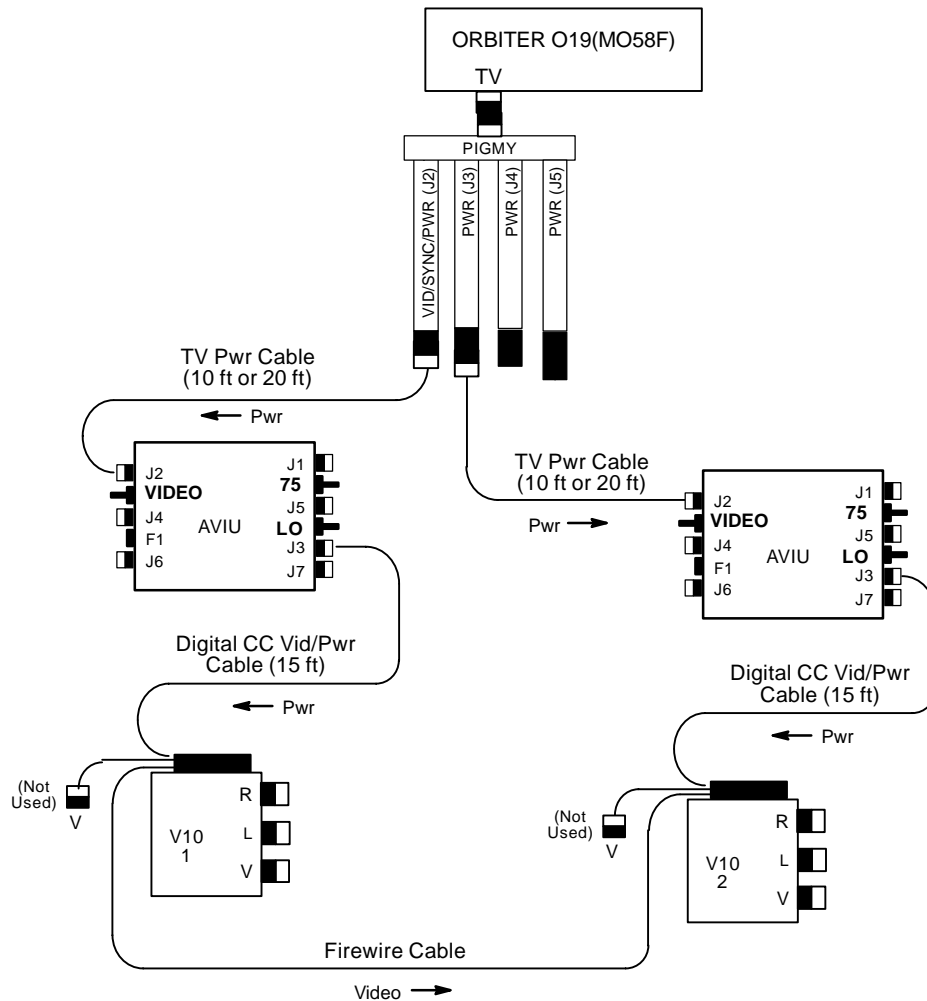 ORBITER O19(MO58F)
TV
PIGMY
VID/SYNC/PWR (J2)
PWR (J3)
PWR (J4)
PWR (J5)
TV Pwr Cable
(10 ft or 20 ft)
Pwr
J2
VIDEO
J4
F1
J6
AVIU
J1
75
J5
LO
J3
J7
TV Pwr Cable
(10 ft or 20 ft)
Pwr
J2
VIDEO
J4
F1
J6
AVIU
J1
75
J5
LO
J3
J7
Digital CC Vid/Pwr
Cable (15 ft)
Pwr
Digital CC Vid/Pwr
Cable (15 ft)
Pwr
(Not
Used)
V
V10
1
R
L
V
(Not
Used)
V
V10
2
R
L
V
Firewire Cable
Video